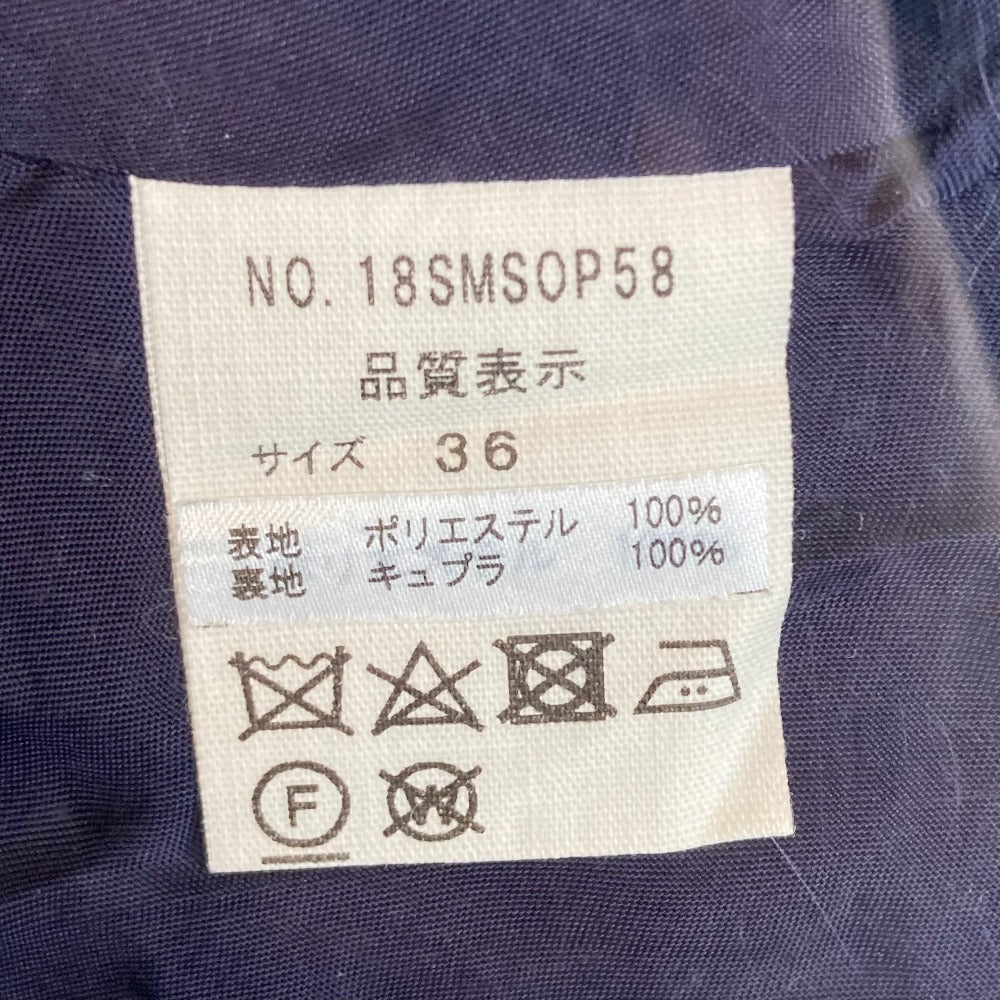 NO. 18SMSOP58
品質表示
サイズ 36
表地 ポリエステル 100%
裏地 キュプラ 100%
F W